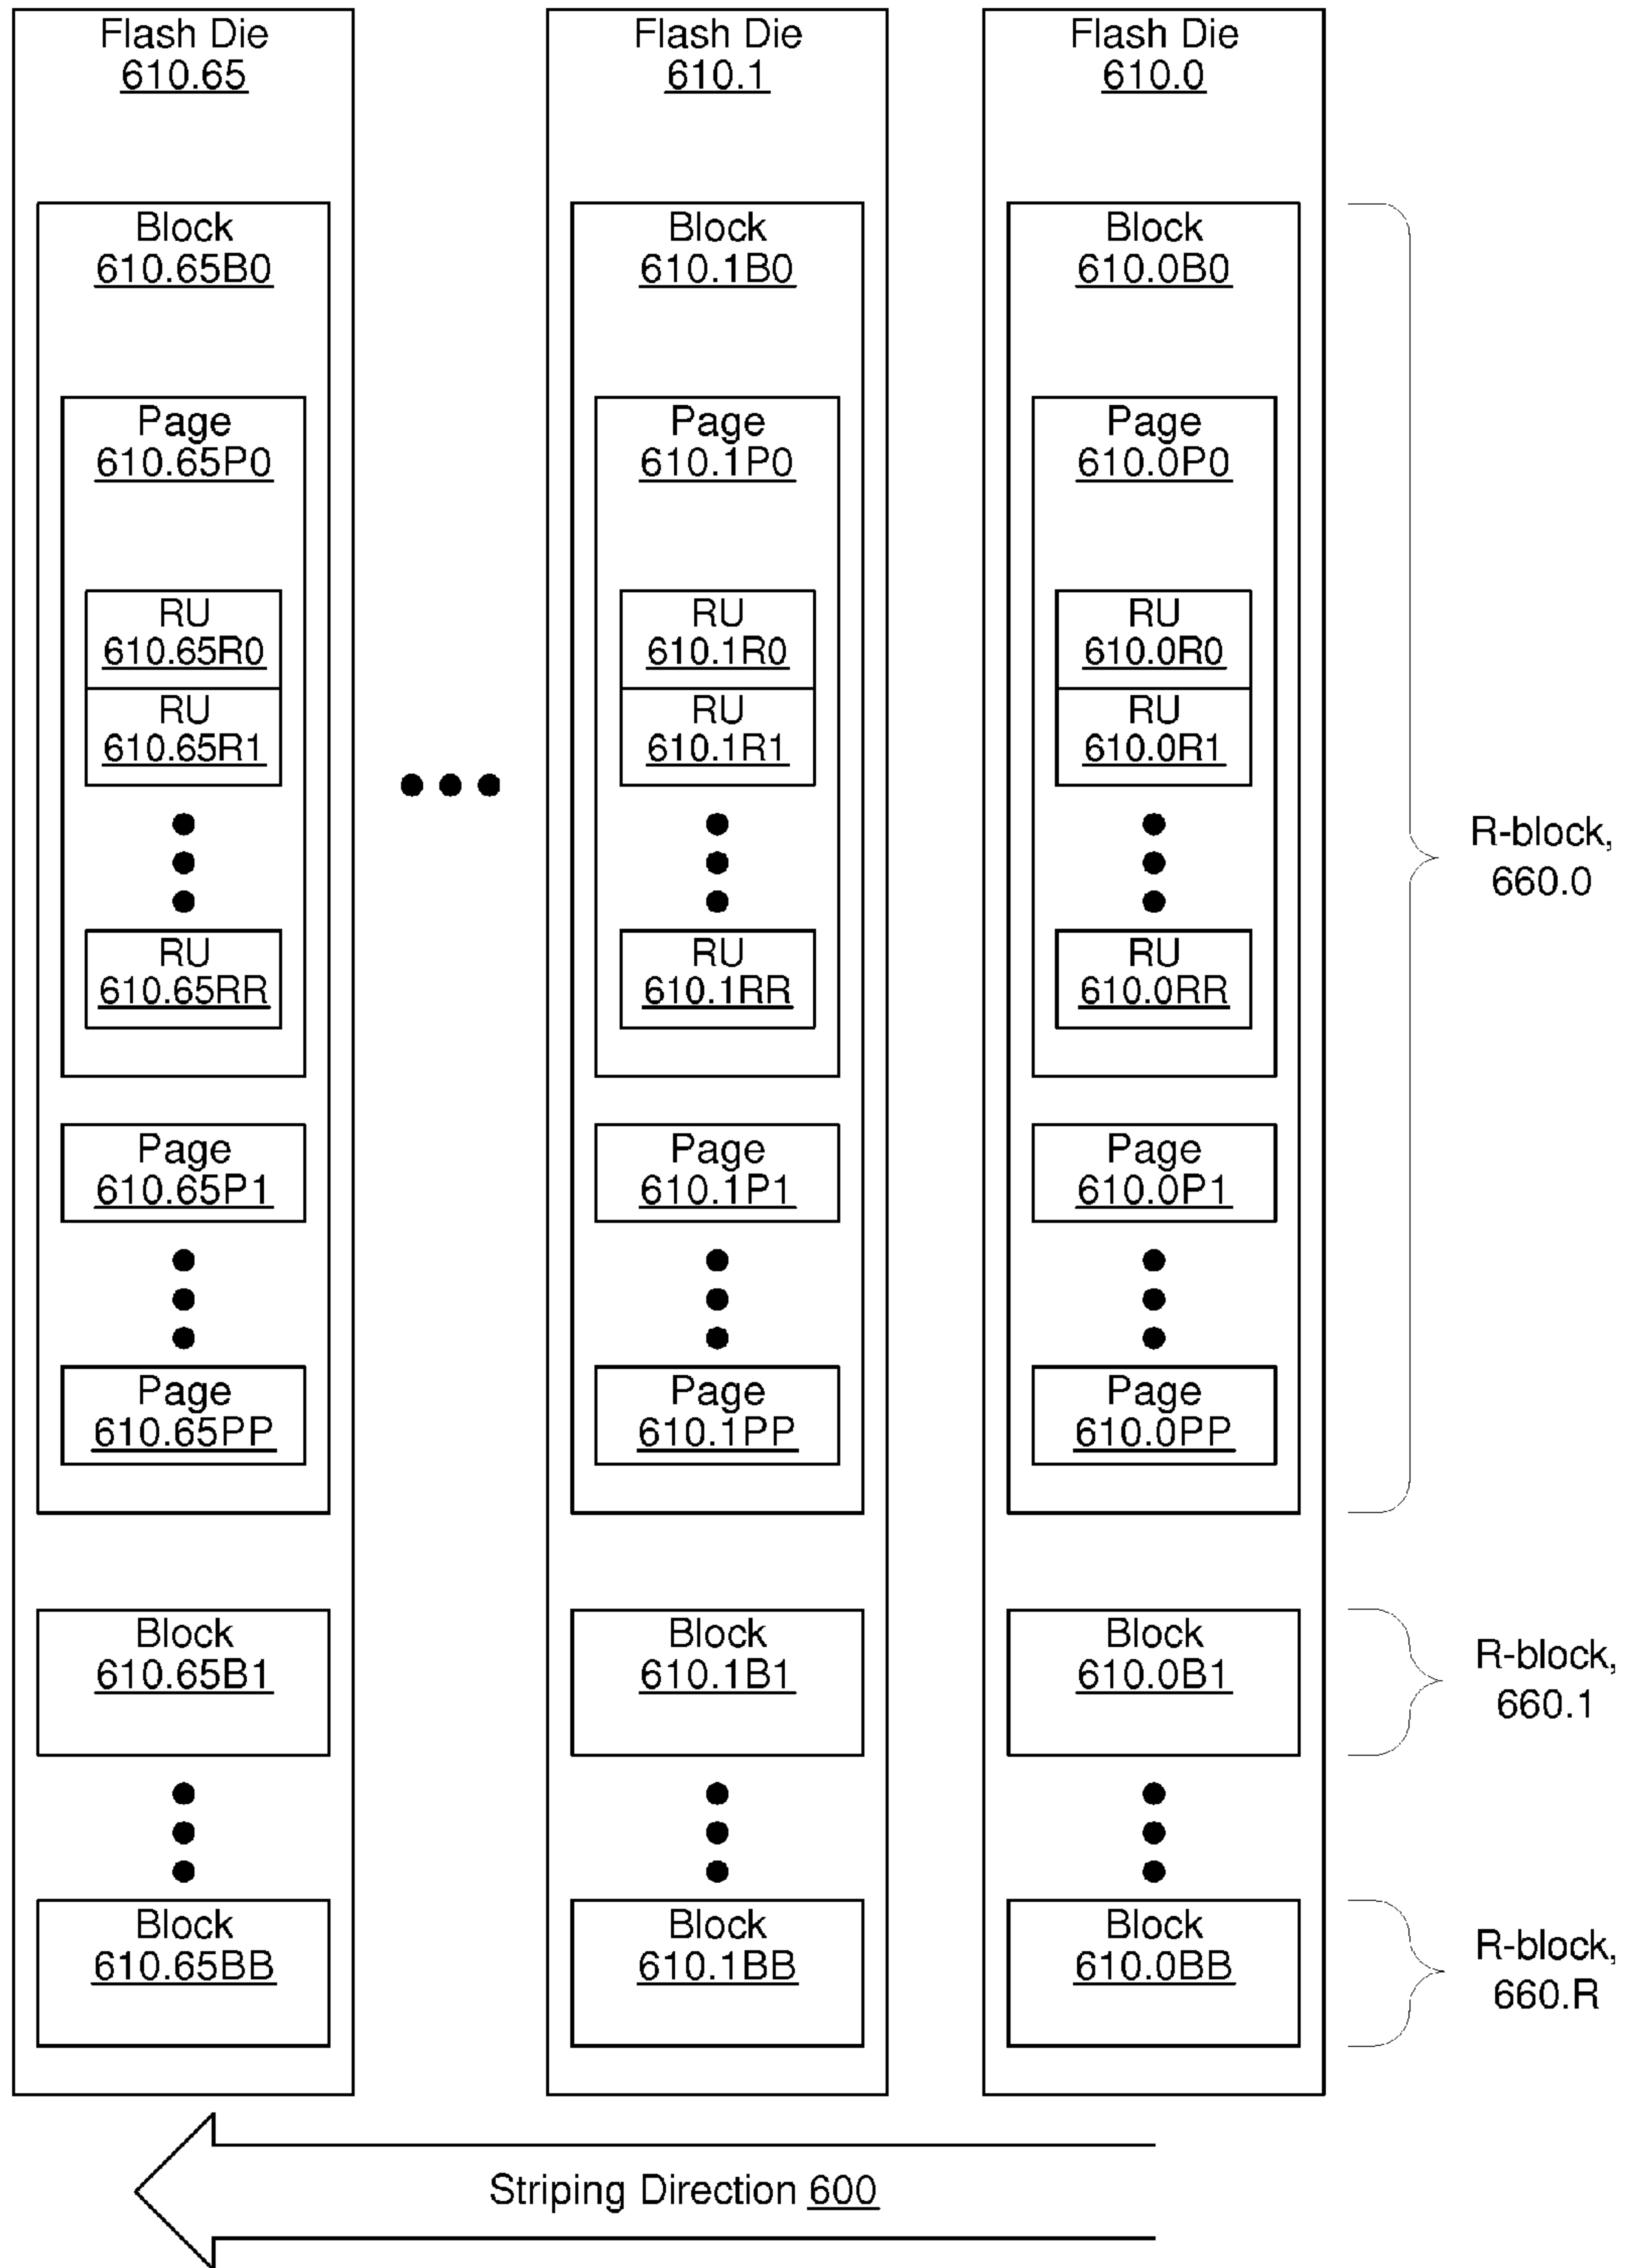 Flash Die
610.65
Block
610.65B0
Page
610.65P0
RU
610.65R0
RU
610.65R1
RU
610.65RR
Page
610.65P1
Page
610.65PP
Block
610.65B1
Block
610.65BB
Flash Die
610.1
Block
610.1B0
Page
610.1P0
RU
610.1R0
RU
610.1R1
RU
610.1RR
Page
610.1P1
Page
610.1PP
Block
610.1B1
Block
610.1BB
Flash Die
610.0
Block
610.0B0
Page
610.0P0
RU
610.0R0
RU
610.0R1
RU
610.0RR
Page
610.0P1
Page
610.0PP
Block
610.0B1
Block
610.0BB
R-block,
660.0
R-block,
660.1
R-block,
660.R
Striping Direction 600